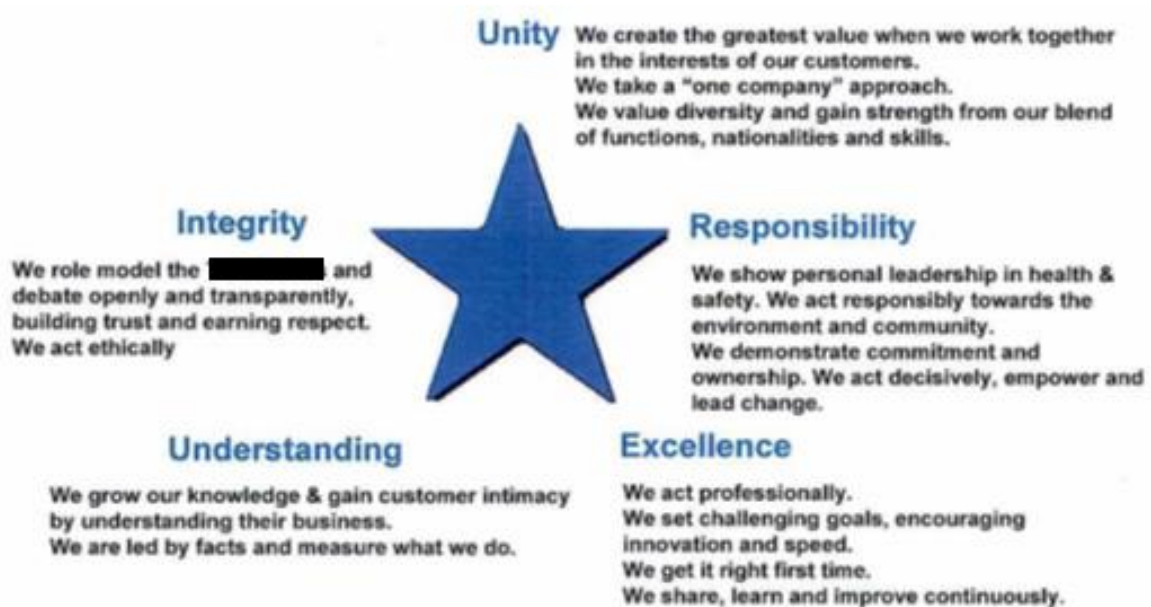 Unity
We create the greatest value when we work together
in the interests of our customers.
We take a "one company" approach.
We value diversity and gain strength from our blend
of functions, nationalities and skills.
Integrity
We role model the and
debate openly and transparently,
building trust and earning respect.
We act ethically
Responsibility
We show personal leadership in health &
safety. We act responsibly towards the
environment and community.
We demonstrate commitment and
ownership. We act decisively, empower and
lead change.
Understanding
We grow our knowledge & gain customer intimacy
by understanding their business.
We are led by facts and measure what we do.
Excellence
We act professionally.
We set challenging goals, encouraging
innovation and speed.
We get it right first time.
We share, learn and improve continuously.